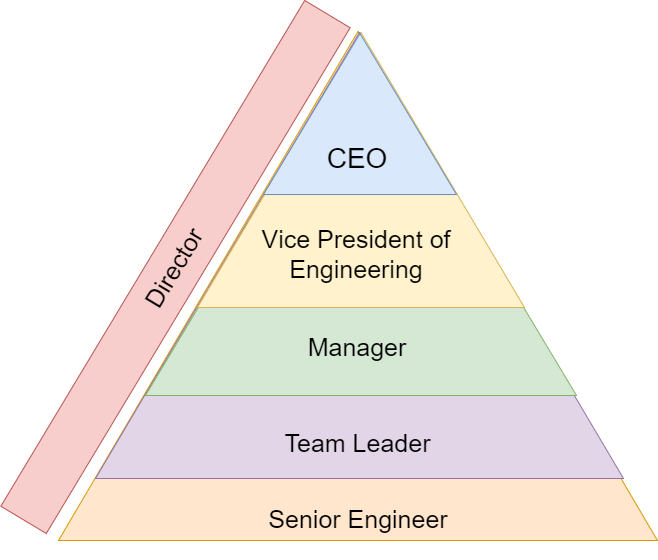 CEO
Vice President of
Engineering
Director
Manager
Team Leader
Senior Engineer